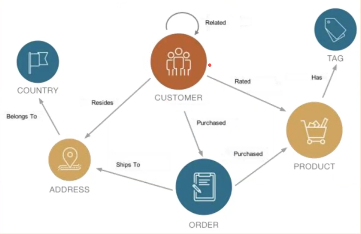 Related
TAG
COUNTRY
CUSTOMER
Has
Rated
Resides
Belongs To
Purchased
Purchased
PRODUCT
Ships To
ADDRESS
ORDER